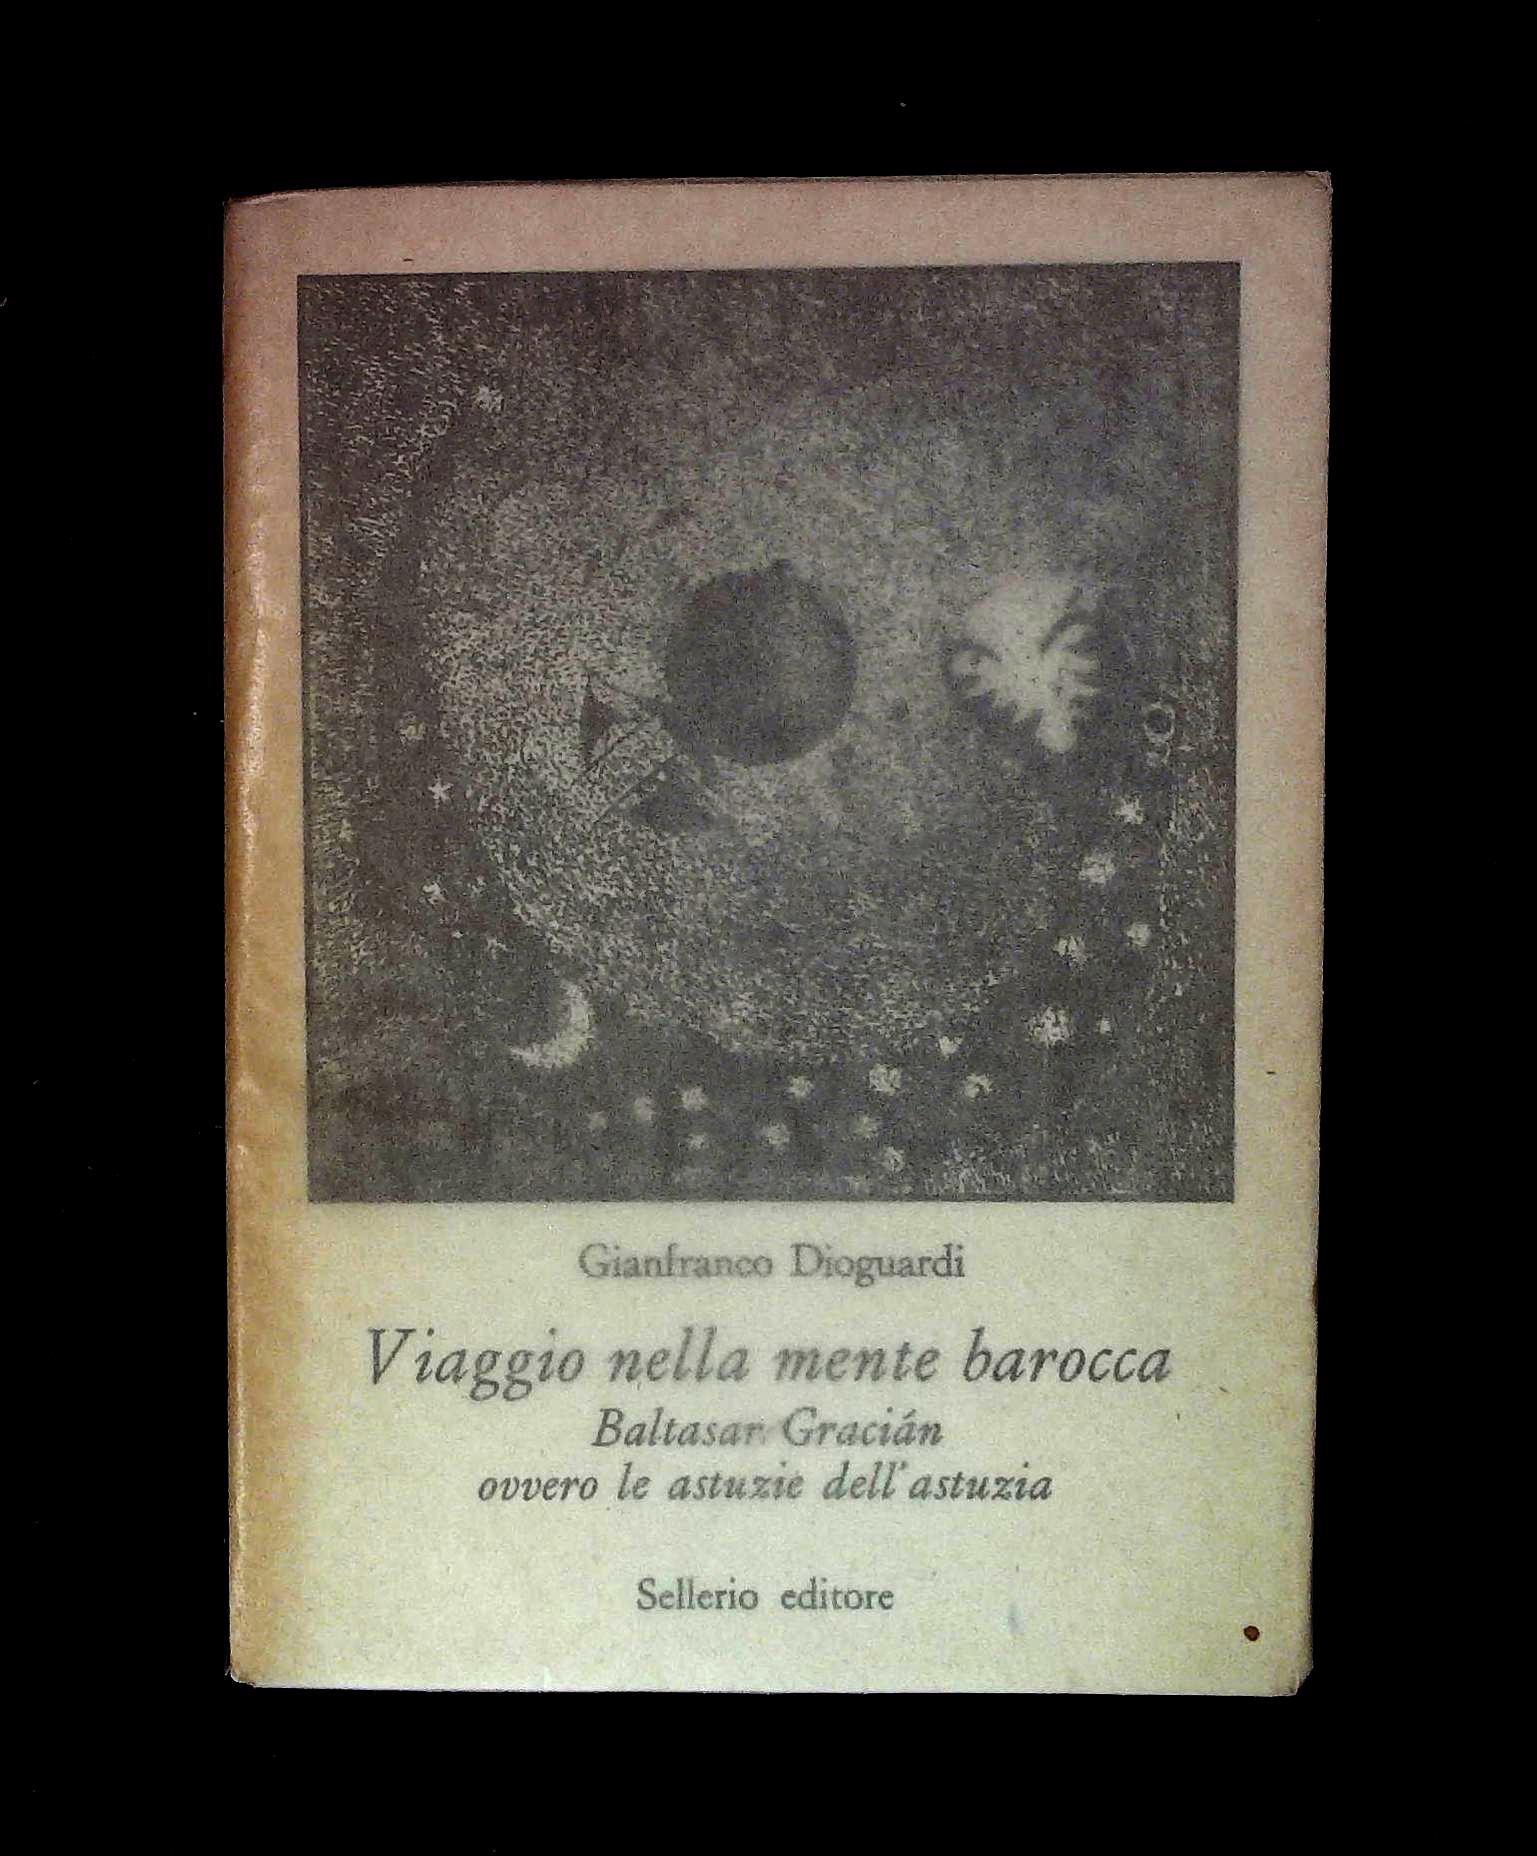 Gianfranco Dioguardi
Viaggio nella mente barocca
Baltasar Gracián
ovvero le astuzie dell'astuzia
Sellerio editore